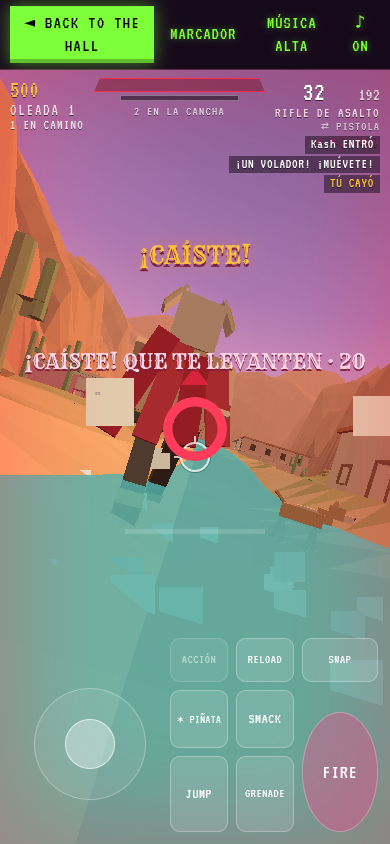 ◄ BACK TO THE
HALL
MARCADOR
MÚSICA
ALTA
♪
ON
500
OLEADA 1
1 EN CAMINO
2 EN LA CANCHA
32 192
RIFLE DE ASALTO
⇄ PISTOLA
Kash ENTRÓ
¡UN VOLADOR! ¡MUÉVETE!
TÚ CAYÓ
¡CAÍSTE!
¡CAÍSTE! QUE TE LEVANTEN · 20
ACCIÓN
RELOAD
SWAP
✶ PIÑATA
SMACK
FIRE
JUMP
GRENADE